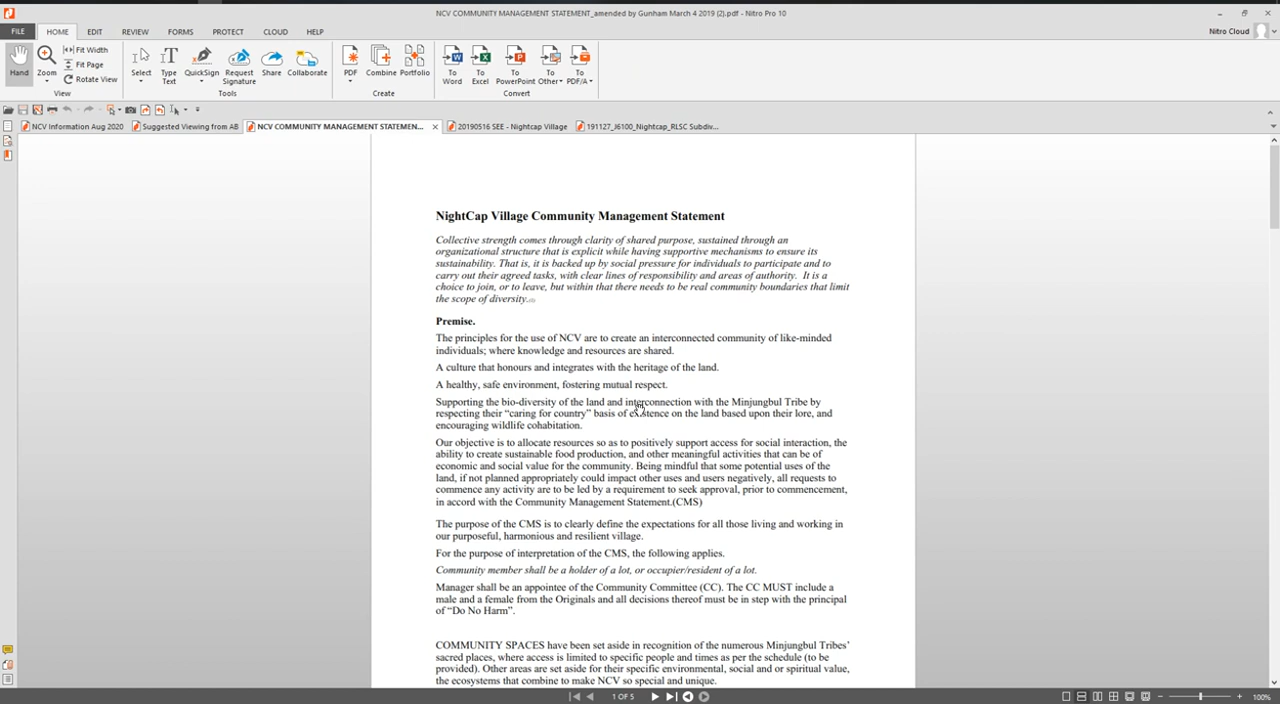 NCV COMMUNITY MANAGEMENT STATEMENT_amended by Gunham March 4 2019 (2).pdf - Nitro Pro 10
FILE HOME EDIT REVIEW FORMS PROTECT CLOUD HELP Nitro Cloud
Hand Zoom Fit Width Fit Page Rotate View Select Type Text QuickSign Request Signature Share Collaborate PDF Combine Portfolio To Word To Excel To PowerPoint To Other To PDF/A
View Tools Create Convert
NCV Information Aug 2020 Suggested Viewing from AB NCV COMMUNITY MANAGEMENT STATEMEN... 20190516 SEE - Nightcap Village 191127_J6100_Nightcap_RLSC Subdiv...
NightCap Village Community Management Statement
Collective strength comes through clarity of shared purpose, sustained through an
organizational structure that is explicit while having supportive mechanisms to ensure its
sustainability. That is, it is backed up by social pressure for individuals to participate and to
carry out their agreed tasks, with clear lines of responsibility and areas of authority. It is a
choice to join, or to leave, but within that there needs to be real community boundaries that limit
the scope of diversity.
Premise.
The principles for the use of NCV are to create an interconnected community of like-minded
individuals; where knowledge and resources are shared.
A culture that honours and integrates with the heritage of the land.
A healthy, safe environment, fostering mutual respect.
Supporting the bio-diversity of the land and interconnection with the Minjungbul Tribe by
respecting their “caring for country” basis of existence on the land based upon their lore, and
encouraging wildlife cohabitation.
Our objective is to allocate resources so as to positively support access for social interaction, the
ability to create sustainable food production, and other meaningful activities that can be of
economic and social value for the community. Being mindful that some potential uses of the
land, if not planned appropriately could impact other uses and users negatively, all requests to
commence any activity are to be led by a requirement to seek approval, prior to commencement,
in accord with the Community Management Statement.(CMS)
The purpose of the CMS is to clearly define the expectations for all those living and working in
our purposeful, harmonious and resilient village.
For the purpose of interpretation of the CMS, the following applies.
Community member shall be a holder of a lot, or occupier/resident of a lot.
Manager shall be an appointee of the Community Committee (CC). The CC MUST include a
male and a female from the Originals and all decisions thereof must be in step with the principal
of “Do No Harm”.
COMMUNITY SPACES have been set aside in recognition of the numerous Minjungbul Tribes’
sacred places, where access is limited to specific people and times as per the schedule (to be
provided). Other areas are set aside for their specific environmental, social and or spiritual value,
the ecosystems that combine to make NCV so special and unique.
1 OF 5 100%